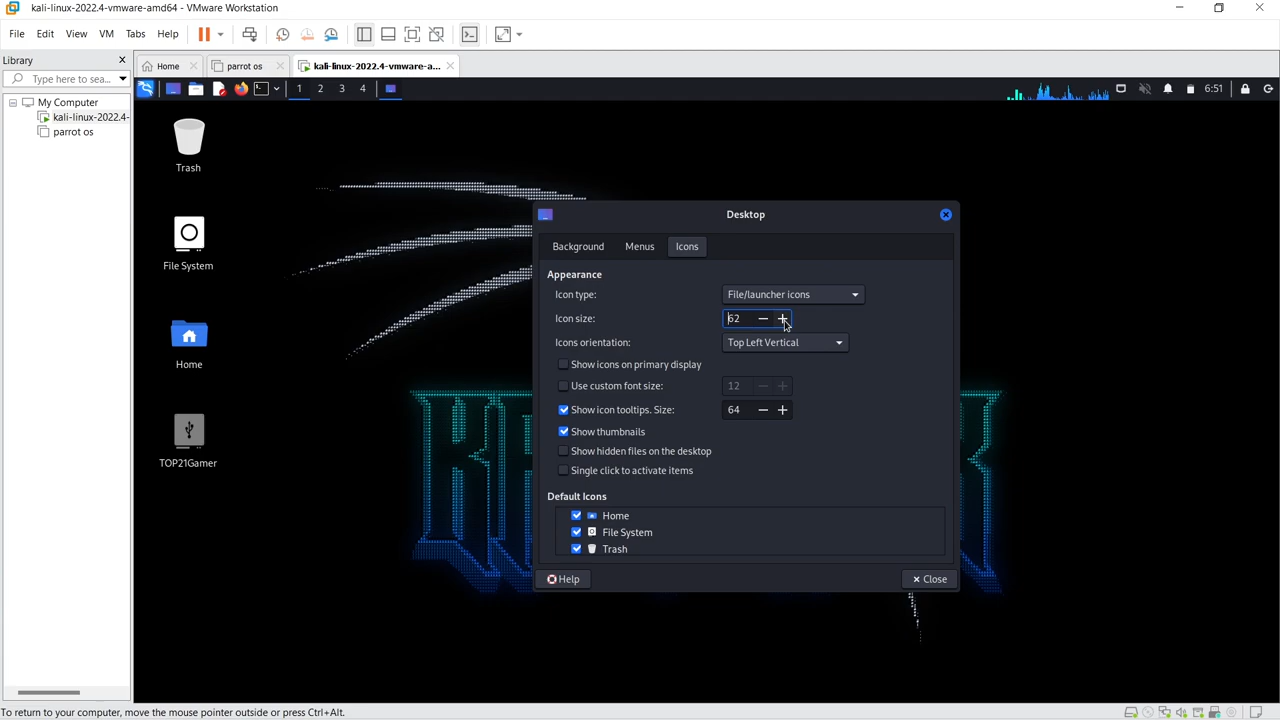 kali-linux-2022.4-vmware-amd64 - VMware Workstation
File Edit View VM Tabs Help
Library
Type here to sea...
Home
parrot os
kali-linux-2022.4-vmware-a...
My Computer
kali-linux-2022.4-
parrot os
1 2 3 4
6:51
Trash
File System
Home
TOP21Gamer
Desktop
Background Menus Icons
Appearance
Icon type: File/launcher icons
Icon size: 62
Icons orientation: Top Left Vertical
Show icons on primary display
Use custom font size: 12
Show icon tooltips. Size: 64
Show thumbnails
Show hidden files on the desktop
Single click to activate items
Default Icons
Home
File System
Trash
Help
Close
To return to your computer, move the mouse pointer outside or press Ctrl+Alt.